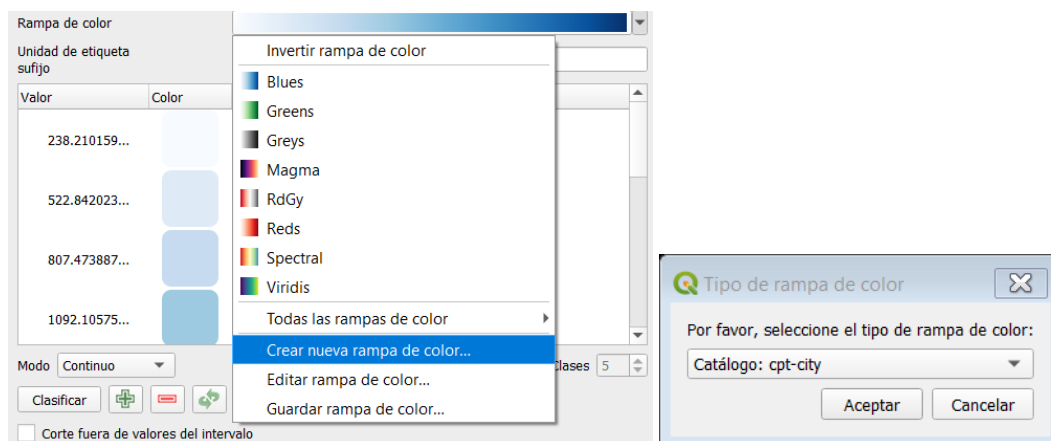 Rampa de color
Invertir rampa de color
Unidad de etiqueta
sufijo
Valor Color
Blues
Greens
Greys
Magma
RdGy
Reds
Spectral
Viridis
Todas las rampas de color
Crear nueva rampa de color...
Editar rampa de color...
Guardar rampa de color...
238.210159...
522.842023...
807.473887...
1092.10575...
Modo Continuo
Clases 5
Clasificar
Corte fuera de valores del intervalo
Tipo de rampa de color
Por favor, seleccione el tipo de rampa de color:
Catálogo: cpt-city
Aceptar Cancelar